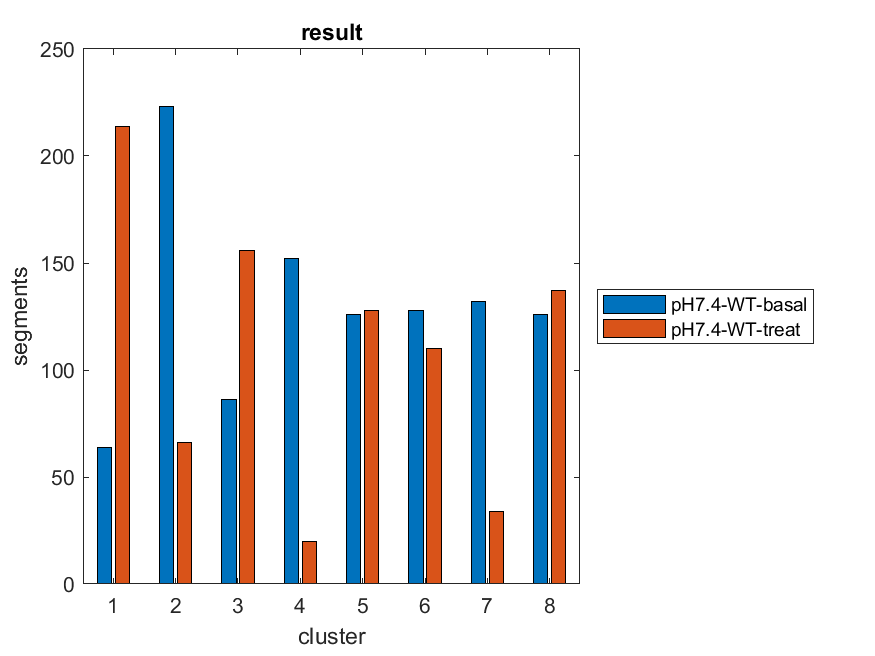 result
250
200
150
100
50
0
segments
1 2 3 4 5 6 7 8
cluster
pH7.4-WT-basal
pH7.4-WT-treat